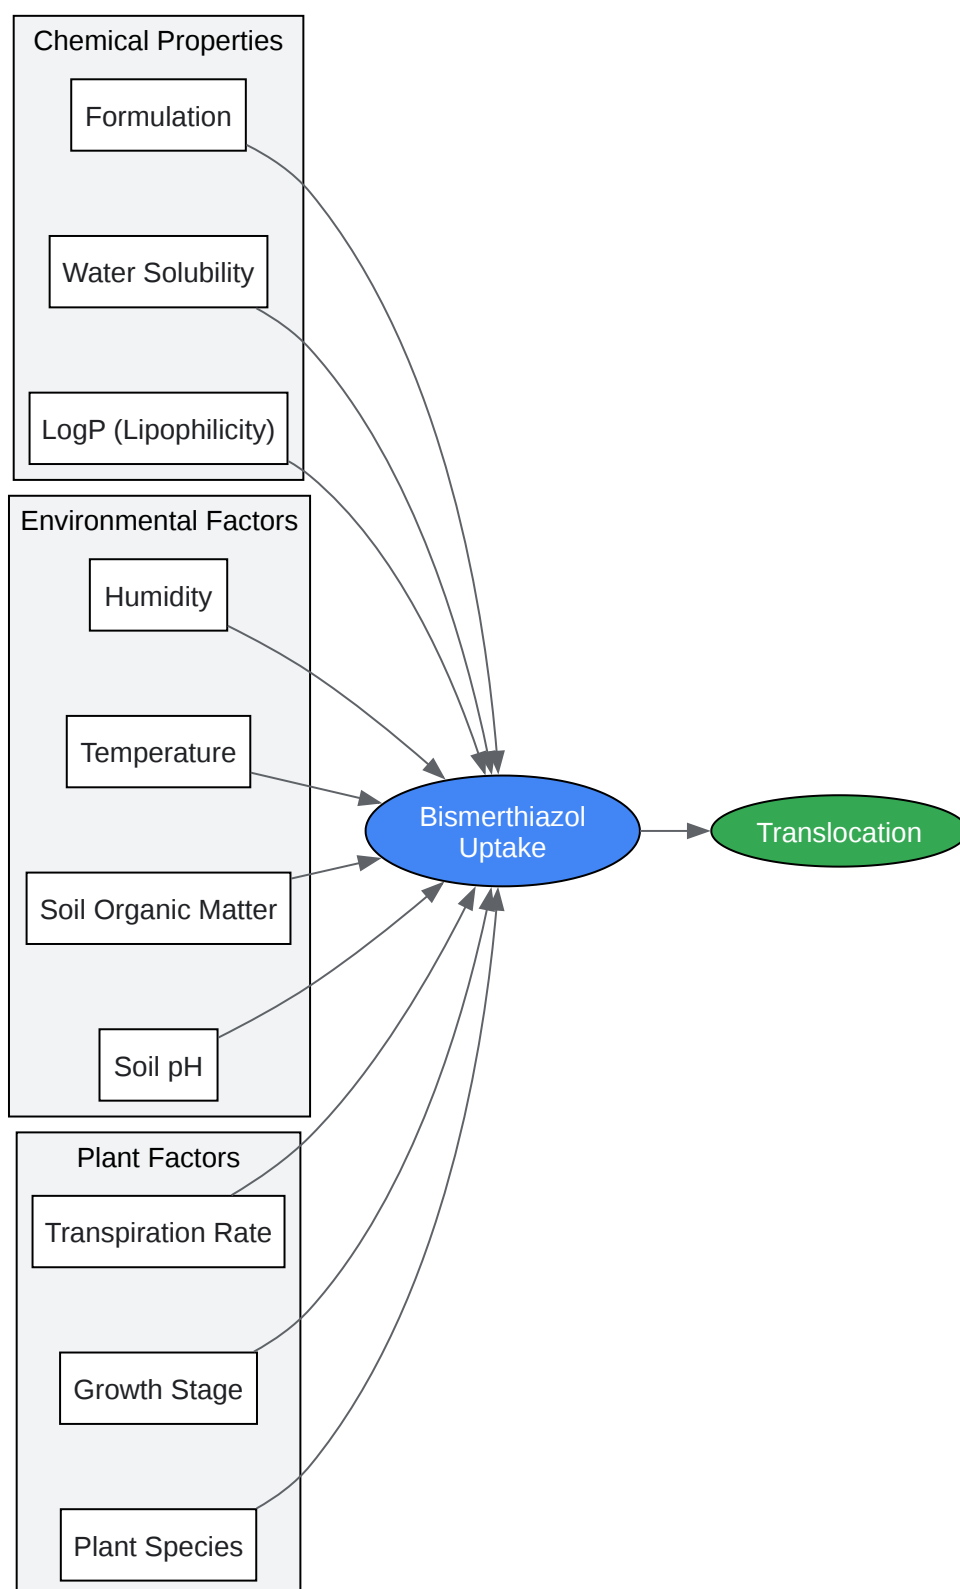 Chemical Properties
Formulation
Water Solubility
LogP (Lipophilicity)
Environmental Factors
Humidity
Temperature
Soil Organic Matter
Soil pH
Plant Factors
Transpiration Rate
Growth Stage
Plant Species
Bismerthiazol
Uptake
Translocation